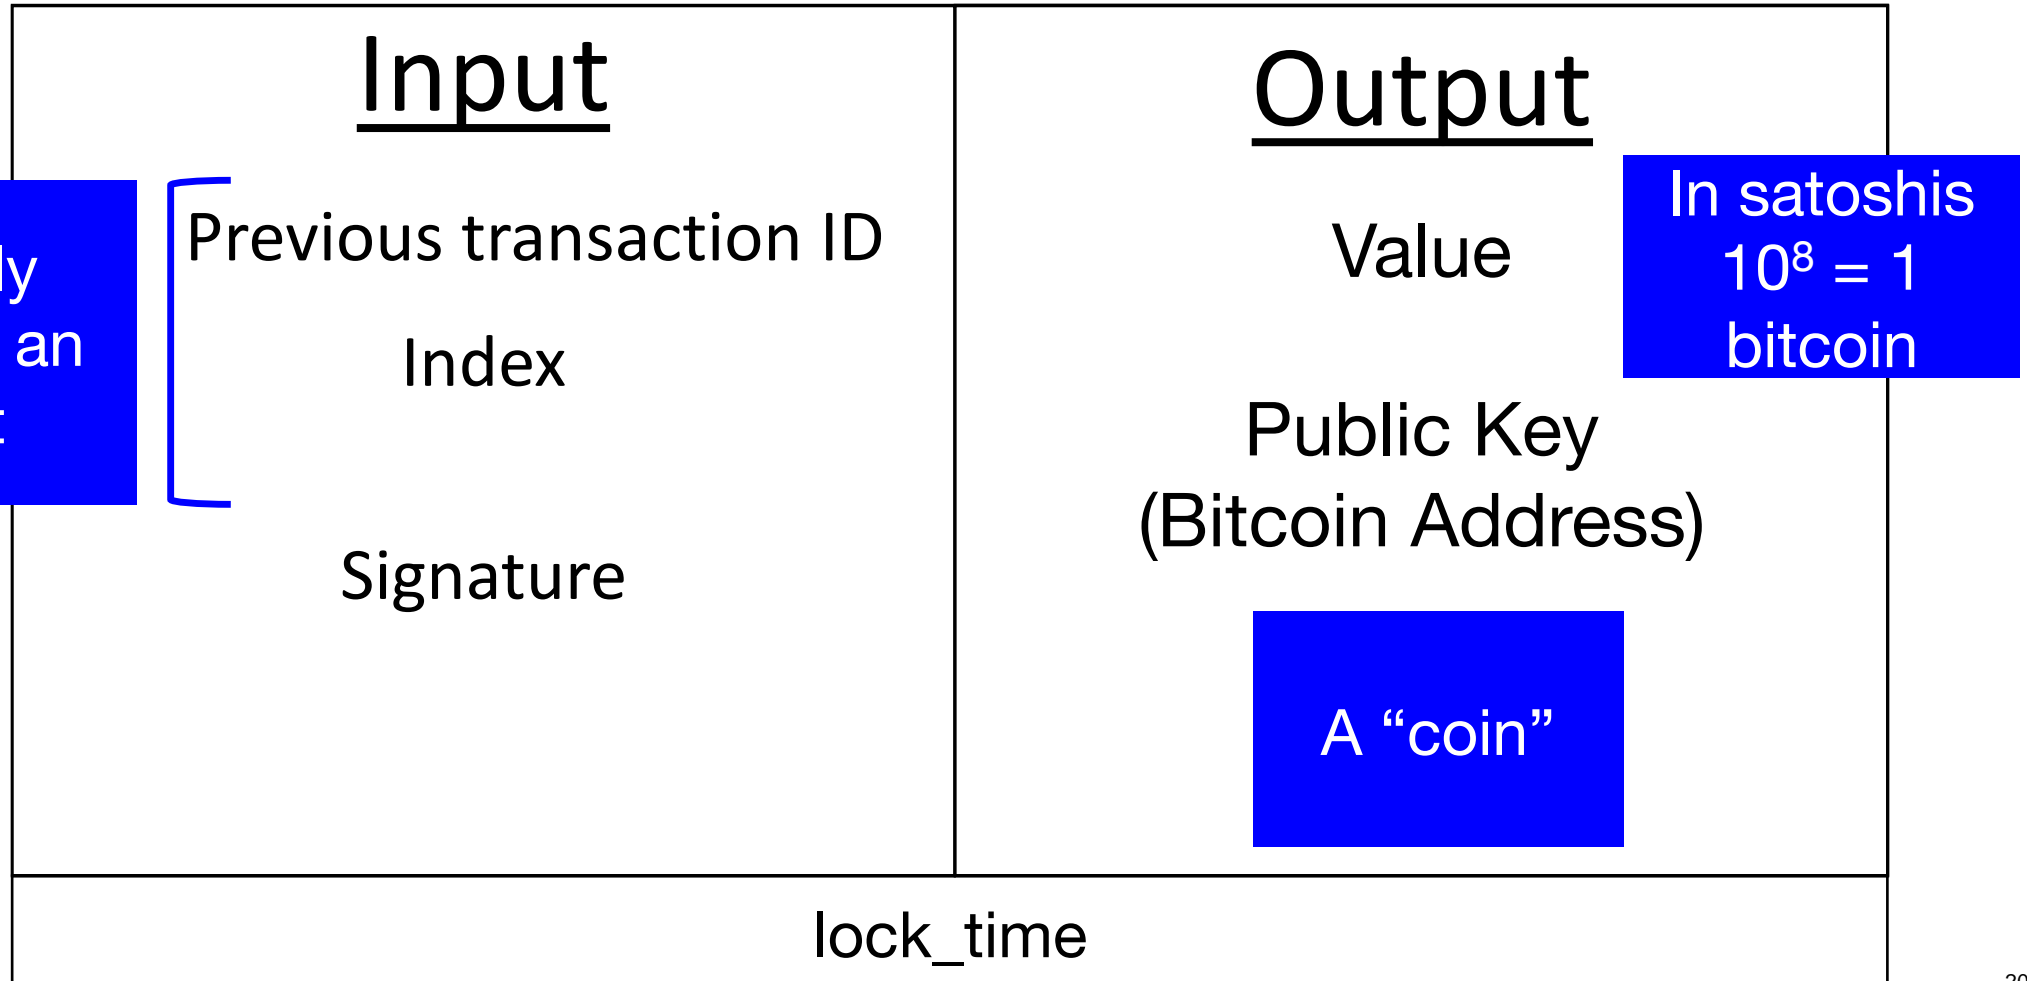 Input
Output
Previous transaction ID
Index
Signature
an
Value
In satoshis
10⁸ = 1
bitcoin
Public Key
(Bitcoin Address)
A “coin”
lock_time